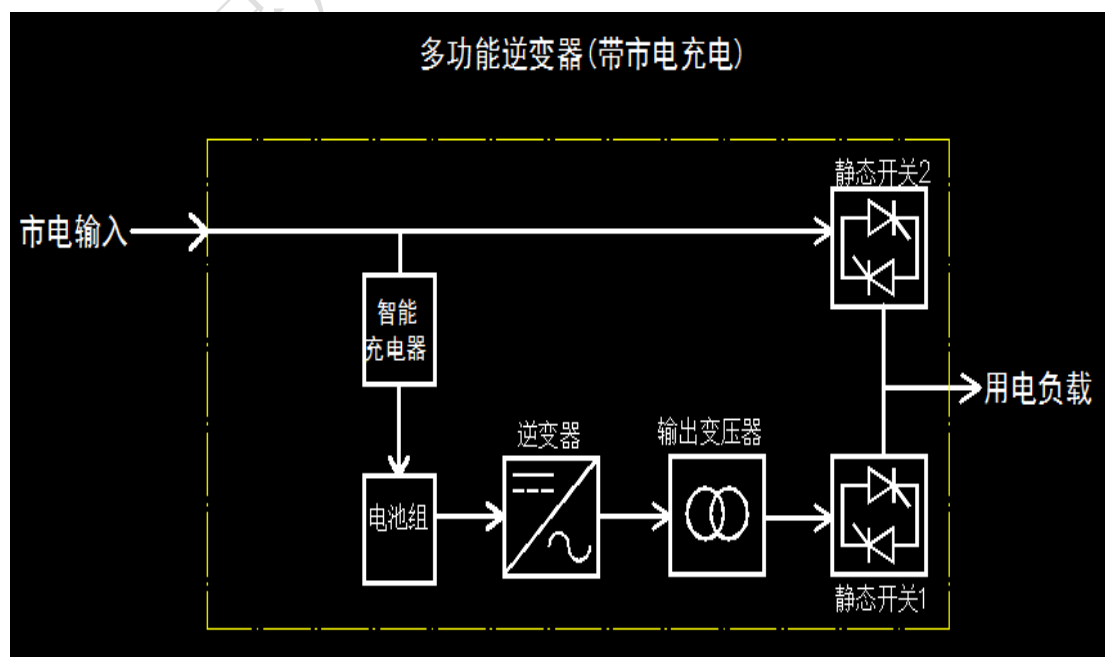 多功能逆变器(带市电充电)
静态开关2
市电输入
智能
充电器
用电负载
逆变器
输出变压器
电池组
静态开关1